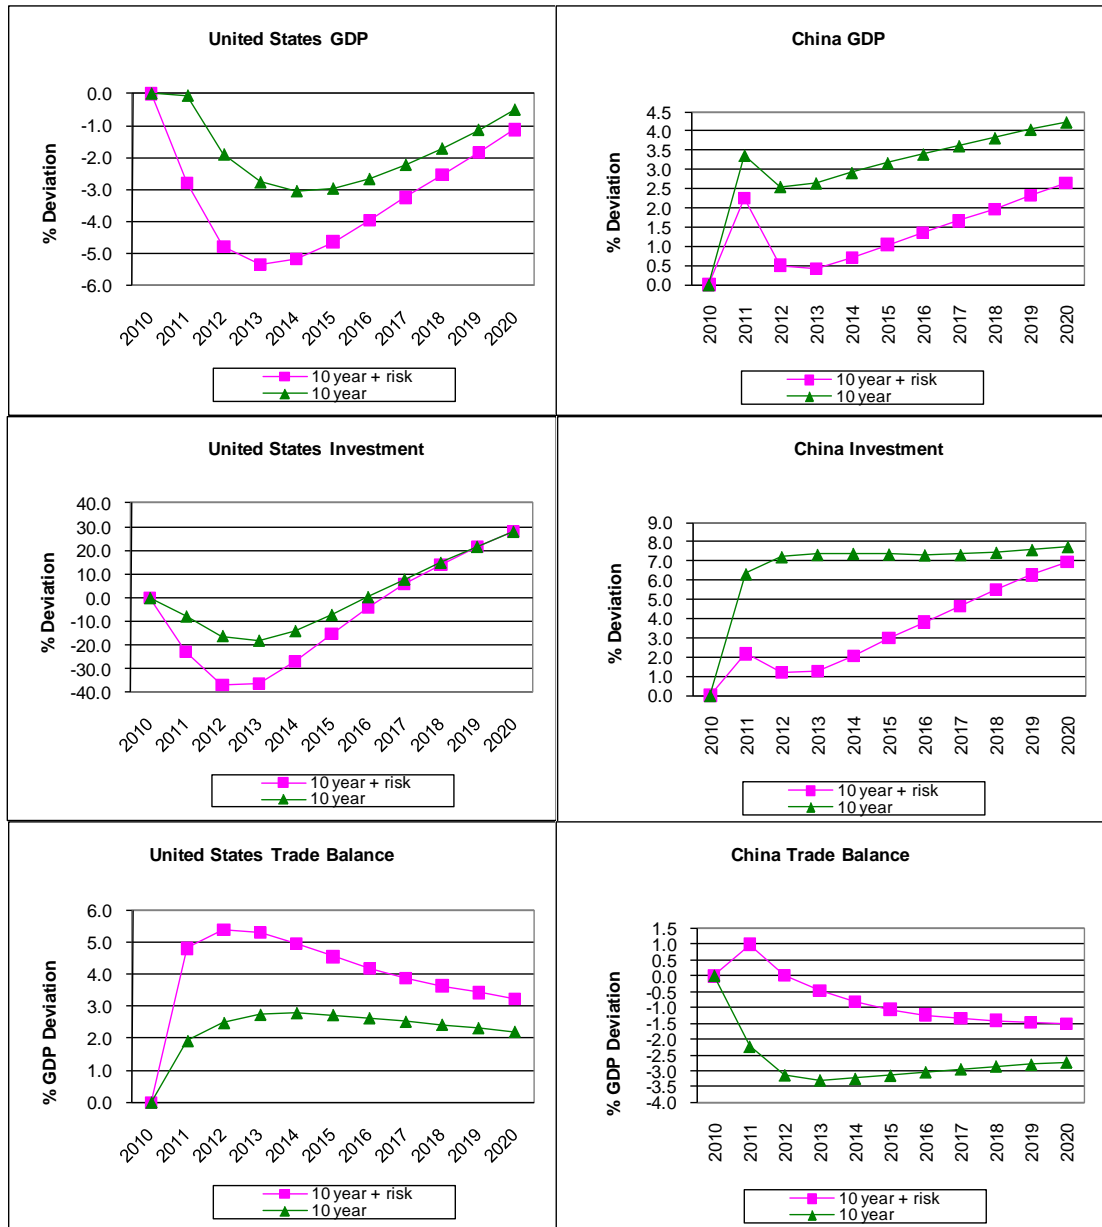 United States GDP
% Deviation
0.0
-1.0
-2.0
-3.0
-4.0
-5.0
-6.0
2010 2011 2012 2013 2014 2015 2016 2017 2018 2019 2020
10 year + risk
10 year
China GDP
% Deviation
4.5
4.0
3.5
3.0
2.5
2.0
1.5
1.0
0.5
0.0
2010 2011 2012 2013 2014 2015 2016 2017 2018 2019 2020
10 year + risk
10 year
United States Investment
% Deviation
40.0
30.0
20.0
10.0
0.0
-10.0
-20.0
-30.0
-40.0
2010 2011 2012 2013 2014 2015 2016 2017 2018 2019 2020
10 year + risk
10 year
China Investment
% Deviation
9.0
8.0
7.0
6.0
5.0
4.0
3.0
2.0
1.0
0.0
2010 2011 2012 2013 2014 2015 2016 2017 2018 2019 2020
10 year + risk
10 year
United States Trade Balance
% GDP Deviation
6.0
5.0
4.0
3.0
2.0
1.0
0.0
2010 2011 2012 2013 2014 2015 2016 2017 2018 2019 2020
10 year + risk
10 year
China Trade Balance
% GDP Deviation
1.5
1.0
0.5
0.0
-0.5
-1.0
-1.5
-2.0
-2.5
-3.0
-3.5
-4.0
2010 2011 2012 2013 2014 2015 2016 2017 2018 2019 2020
10 year + risk
10 year